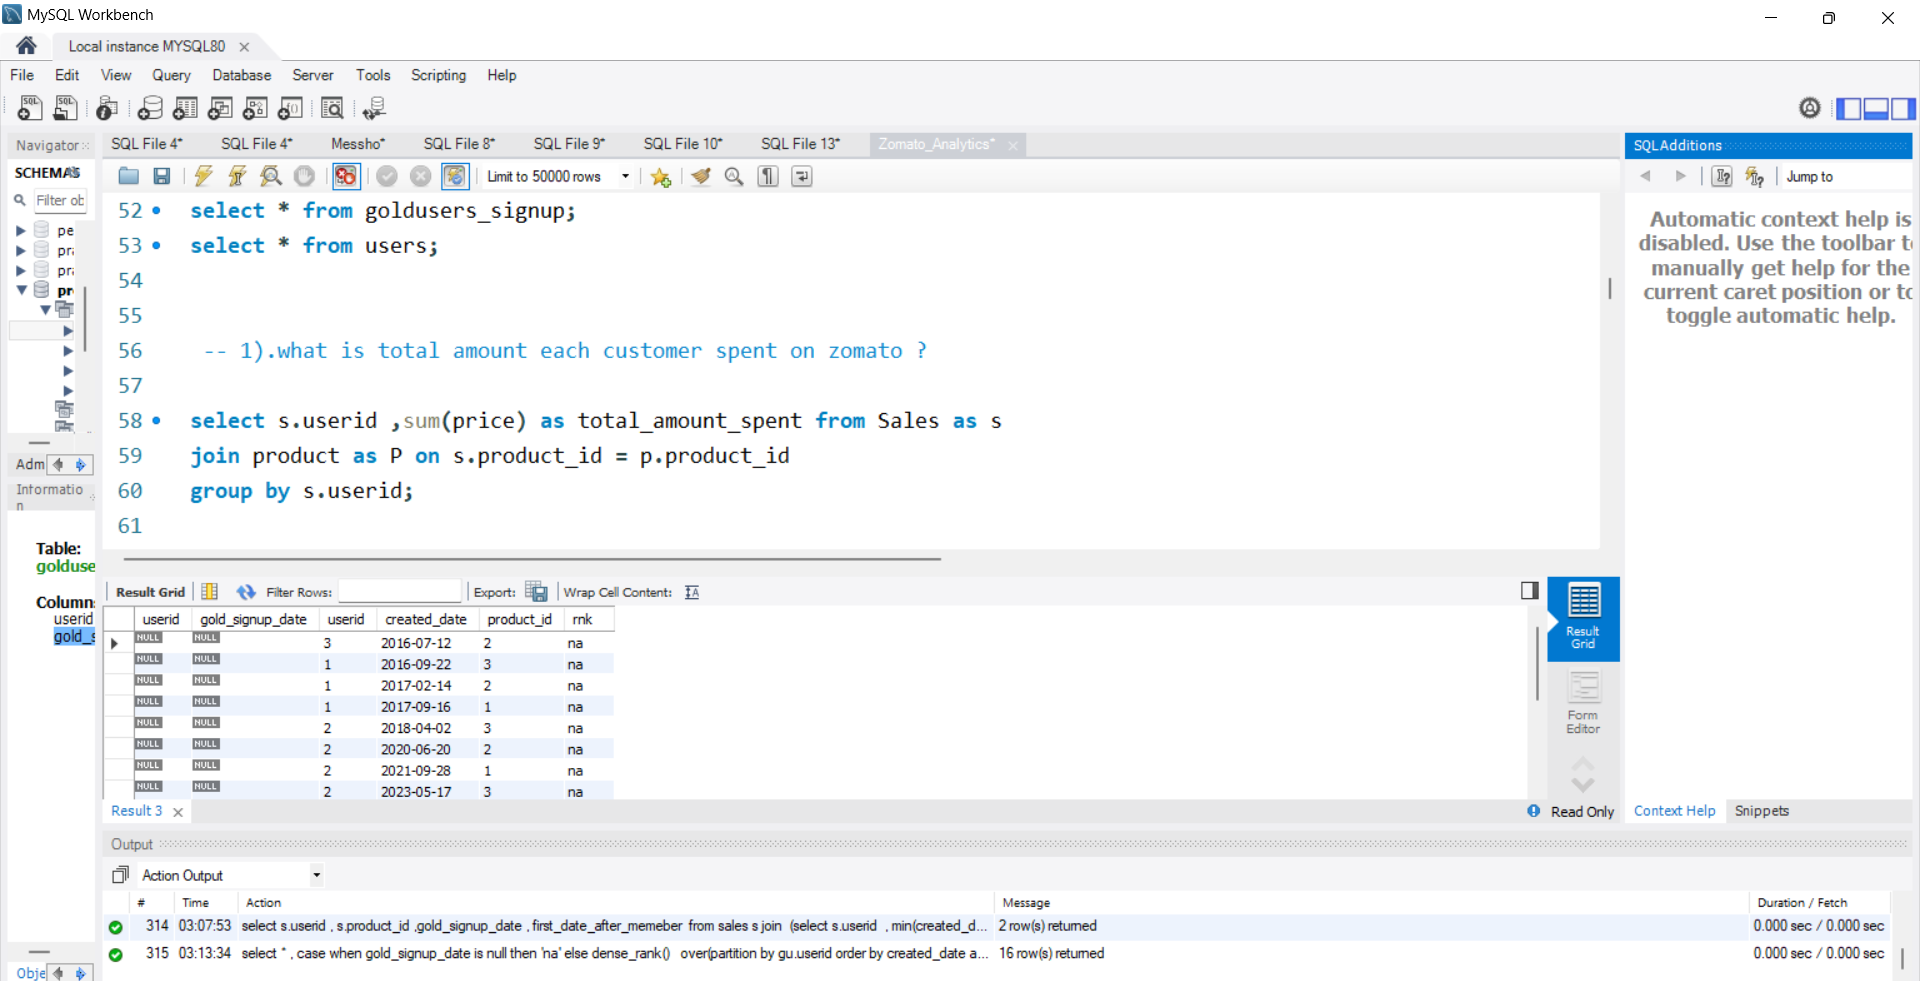 MySQL Workbench
Local instance MYSQL80
File Edit View Query Database Server Tools Scripting Help
Navigator
SQL File 4* SQL File 4* Messho* SQL File 8* SQL File 9* SQL File 10* SQL File 13* Zomato_Analytics*
SQLAdditions
SCHEMAS
Limit to 50000 rows
Jump to
Filter ob
pe
pra
pra
pr
52 select * from goldusers_signup;
53 select * from users;
54
55
56 -- 1).what is total amount each customer spent on zomato ?
57
58 select s.userid ,sum(price) as total_amount_spent from Sales as s
59 join product as P on s.product_id = p.product_id
60 group by s.userid;
61
Automatic context help is
disabled. Use the toolbar to
manually get help for the
current caret position or to
toggle automatic help.
Adm
Informatio
n
Table:
golduse
Column
userid
gold_s
Result Grid Filter Rows: Export: Wrap Cell Content:
userid gold_signup_date userid created_date product_id rnk
NULL NULL 3 2016-07-12 2 na
NULL NULL 1 2016-09-22 3 na
NULL NULL 1 2017-02-14 2 na
NULL NULL 1 2017-09-16 1 na
NULL NULL 2 2018-04-02 3 na
NULL NULL 2 2020-06-20 2 na
NULL NULL 2 2021-09-28 1 na
NULL NULL 2 2023-05-17 3 na
Result
Grid
Form
Editor
Result 3
Read Only
Context Help Snippets
Output
Action Output
# Time Action Message Duration / Fetch
314 03:07:53 select s.userid , s.product_id ,gold_signup_date , first_date_after_memeber from sales s join (select s.userid , min(created_d... 2 row(s) returned 0.000 sec / 0.000 sec
315 03:13:34 select * , case when gold_signup_date is null then 'na' else dense_rank() over(partition by gu.userid order by created_date a... 16 row(s) returned 0.000 sec / 0.000 sec
Obje